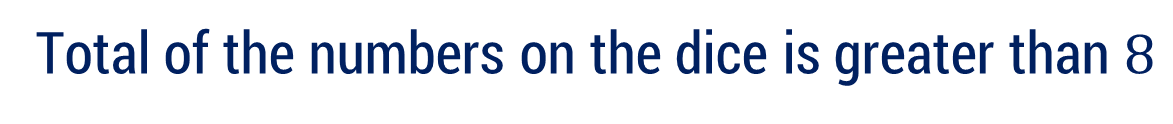 Total of the numbers on the dice is greater than 8